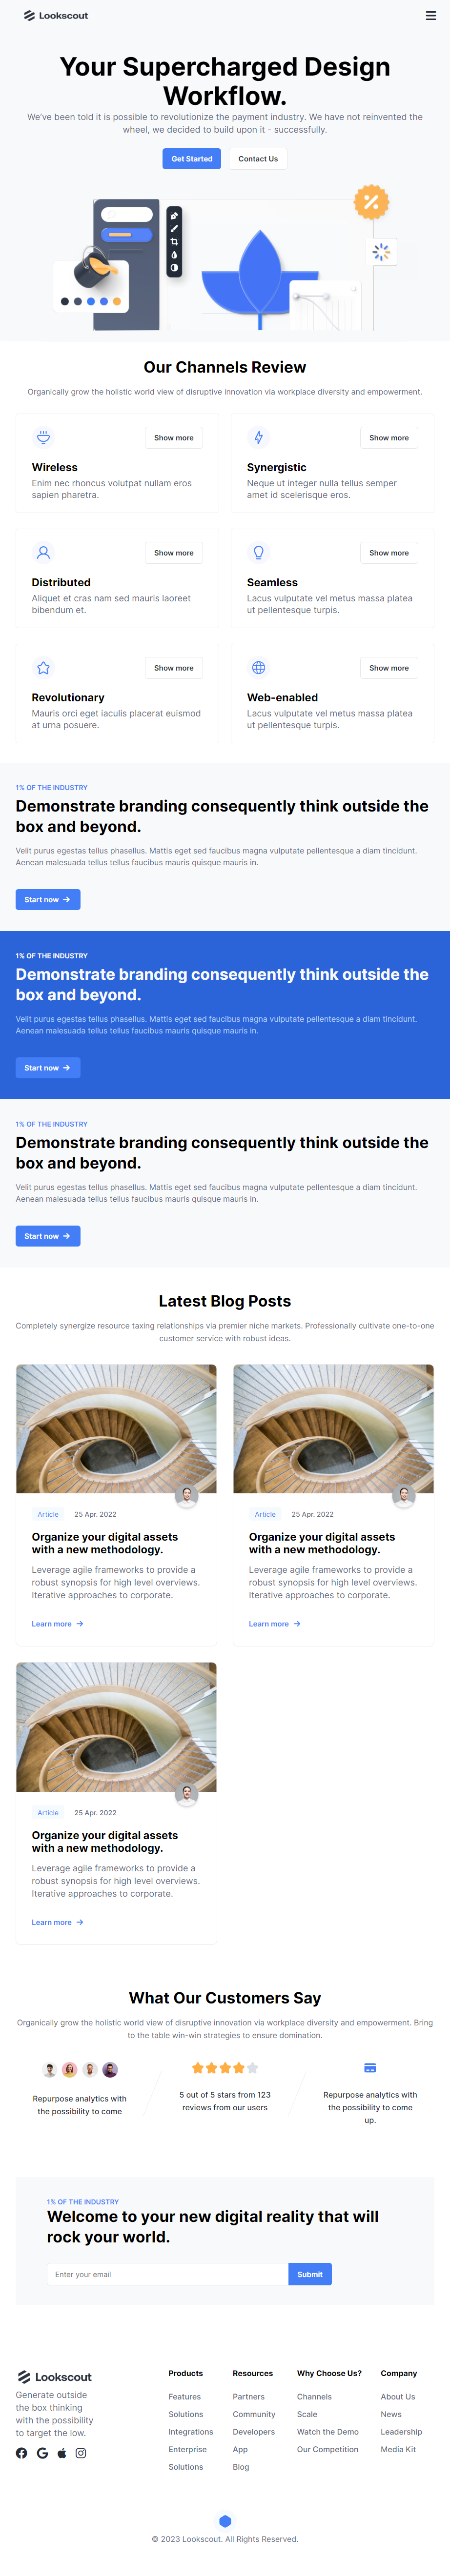 Lookscout
Your Supercharged Design
Workflow.
We've been told it is possible to revolutionize the payment industry. We have not reinvented the
wheel, we decided to build upon it - successfully.
Get Started
Contact Us
Our Channels Review
Organically grow the holistic world view of disruptive innovation via workplace diversity and empowerment.
Show more
Wireless
Enim nec rhoncus volutpat nullam eros
sapien pharetra.
Show more
Synergistic
Neque ut integer nulla tellus semper
amet id scelerisque eros.
Show more
Distributed
Aliquet et cras nam sed mauris laoreet
bibendum et.
Show more
Seamless
Lacus vulputate vel metus massa platea
ut pellentesque turpis.
Show more
Revolutionary
Mauris orci eget iaculis placerat euismod
at urna posuere.
Show more
Web-enabled
Lacus vulputate vel metus massa platea
ut pellentesque turpis.
1% OF THE INDUSTRY
Demonstrate branding consequently think outside the
box and beyond.
Velit purus egestas tellus phasellus. Mattis eget sed faucibus magna vulputate pellentesque a diam tincidunt.
Aenean malesuada tellus tellus faucibus mauris quisque mauris in.
Start now
1% OF THE INDUSTRY
Demonstrate branding consequently think outside the
box and beyond.
Velit purus egestas tellus phasellus. Mattis eget sed faucibus magna vulputate pellentesque a diam tincidunt.
Aenean malesuada tellus tellus faucibus mauris quisque mauris in.
Start now
1% OF THE INDUSTRY
Demonstrate branding consequently think outside the
box and beyond.
Velit purus egestas tellus phasellus. Mattis eget sed faucibus magna vulputate pellentesque a diam tincidunt.
Aenean malesuada tellus tellus faucibus mauris quisque mauris in.
Start now
Latest Blog Posts
Completely synergize resource taxing relationships via premier niche markets. Professionally cultivate one-to-one
customer service with robust ideas.
Article
25 Apr. 2022
Organize your digital assets
with a new methodology.
Leverage agile frameworks to provide a
robust synopsis for high level overviews.
Iterative approaches to corporate.
Learn more
Article
25 Apr. 2022
Organize your digital assets
with a new methodology.
Leverage agile frameworks to provide a
robust synopsis for high level overviews.
Iterative approaches to corporate.
Learn more
Article
25 Apr. 2022
Organize your digital assets
with a new methodology.
Leverage agile frameworks to provide a
robust synopsis for high level overviews.
Iterative approaches to corporate.
Learn more
What Our Customers Say
Organically grow the holistic world view of disruptive innovation via workplace diversity and empowerment. Bring
to the table win-win strategies to ensure domination.
Repurpose analytics with
the possibility to come
5 out of 5 stars from 123
reviews from our users
Repurpose analytics with
the possibility to come
up.
1% OF THE INDUSTRY
Welcome to your new digital reality that will
rock your world.
Enter your email
Submit
Lookscout
Generate outside
the box thinking
with the possibility
to target the low.
Products
Features
Solutions
Integrations
Enterprise
Solutions
Resources
Partners
Community
Developers
App
Blog
Why Choose Us?
Channels
Scale
Watch the Demo
Our Competition
Company
About Us
News
Leadership
Media Kit
© 2023 Lookscout. All Rights Reserved.